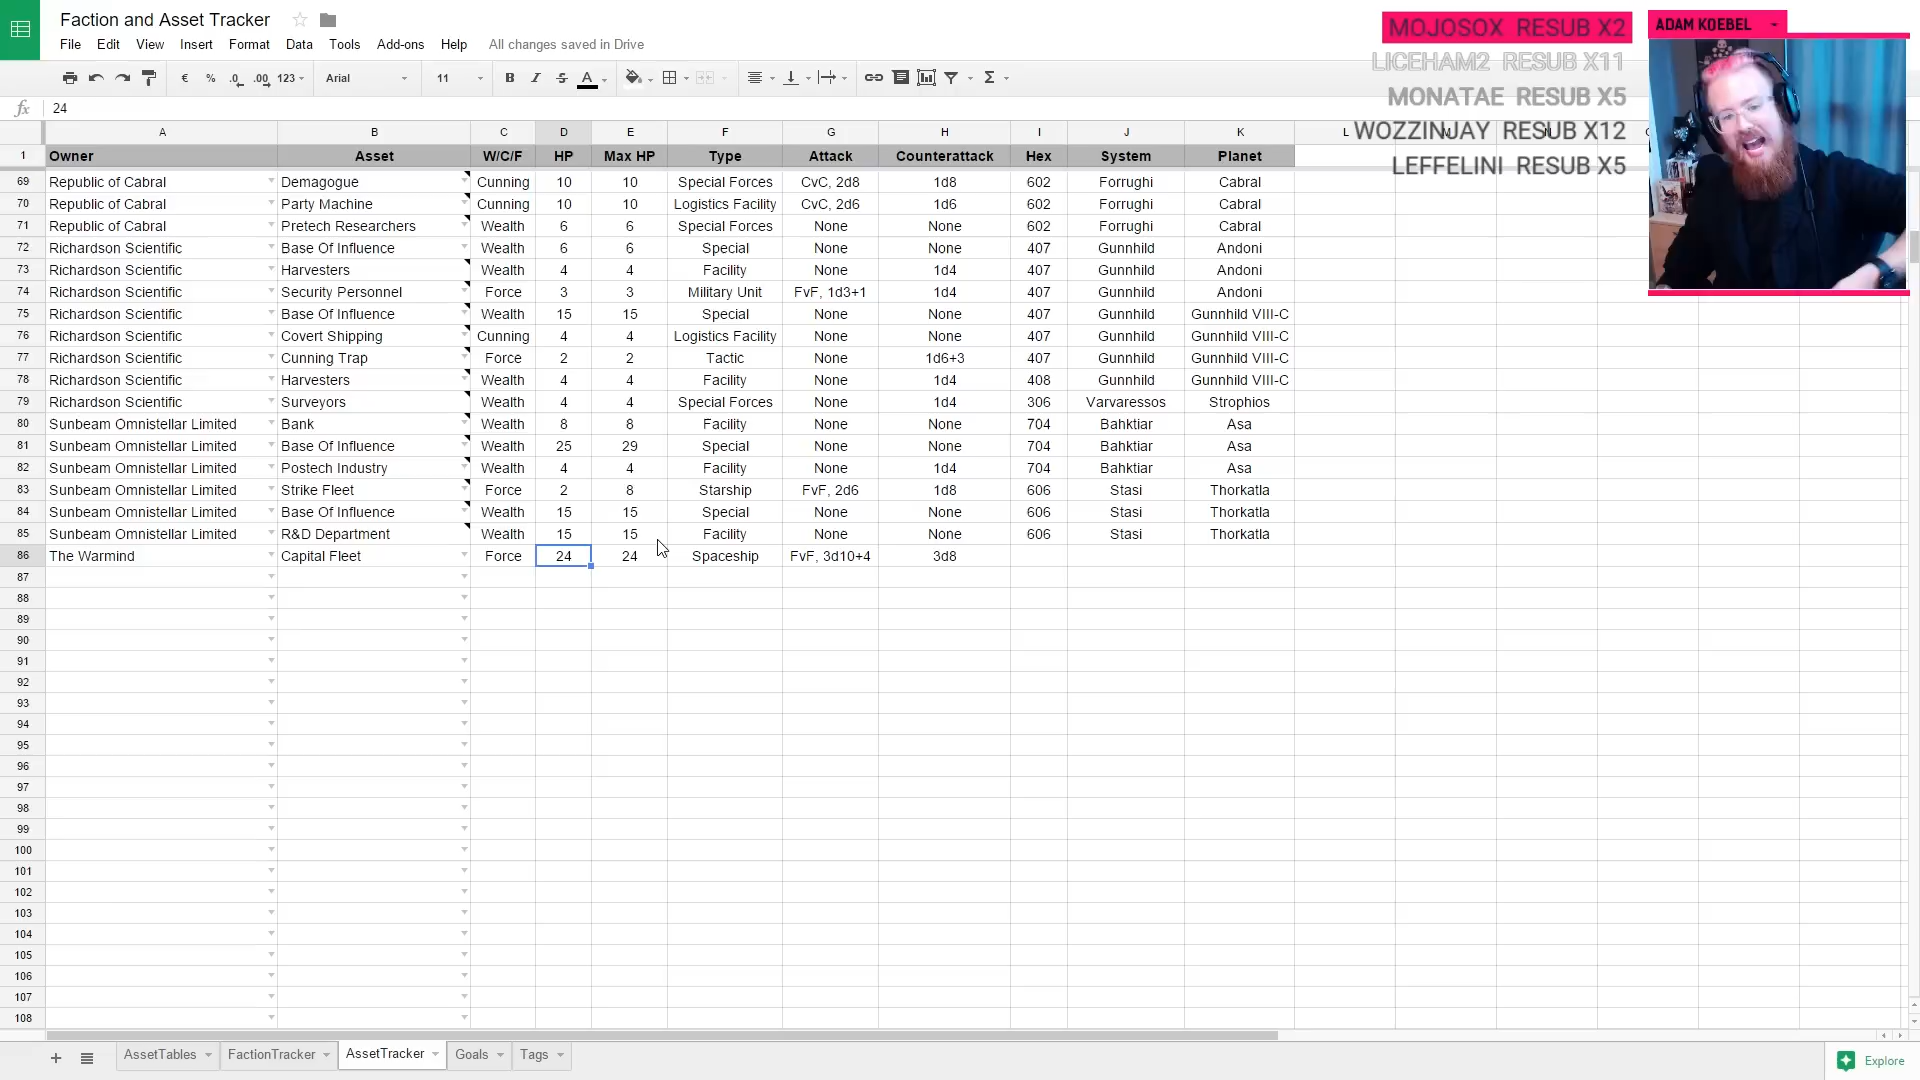 Faction and Asset Tracker
File Edit View Insert Format Data Tools Add-ons Help All changes saved in Drive
€ % .0 .00 123 Arial 11 B I S A Σ
fx 24
A B C D E F G H I J K L M N
1 Owner Asset W/C/F HP Max HP Type Attack Counterattack Hex System Planet
69 Republic of Cabral Demagogue Cunning 10 10 Special Forces CvC, 2d8 1d8 602 Forrughi Cabral
70 Republic of Cabral Party Machine Cunning 10 10 Logistics Facility CvC, 2d6 1d6 602 Forrughi Cabral
71 Republic of Cabral Pretech Researchers Wealth 6 6 Special Forces None None 602 Forrughi Cabral
72 Richardson Scientific Base Of Influence Wealth 6 6 Special None None 407 Gunnhild Andoni
73 Richardson Scientific Harvesters Wealth 4 4 Facility None 1d4 407 Gunnhild Andoni
74 Richardson Scientific Security Personnel Force 3 3 Military Unit FvF, 1d3+1 1d4 407 Gunnhild Andoni
75 Richardson Scientific Base Of Influence Wealth 15 15 Special None None 407 Gunnhild Gunnhild VIII-C
76 Richardson Scientific Covert Shipping Cunning 4 4 Logistics Facility None None 407 Gunnhild Gunnhild VIII-C
77 Richardson Scientific Cunning Trap Force 2 2 Tactic None 1d6+3 407 Gunnhild Gunnhild VIII-C
78 Richardson Scientific Harvesters Wealth 4 4 Facility None 1d4 408 Gunnhild Gunnhild VIII-C
79 Richardson Scientific Surveyors Wealth 4 4 Special Forces None 1d4 306 Varvaressos Strophios
80 Sunbeam Omnistellar Limited Bank Wealth 8 8 Facility None None 704 Bahktiar Asa
81 Sunbeam Omnistellar Limited Base Of Influence Wealth 25 29 Special None None 704 Bahktiar Asa
82 Sunbeam Omnistellar Limited Postech Industry Wealth 4 4 Facility None 1d4 704 Bahktiar Asa
83 Sunbeam Omnistellar Limited Strike Fleet Force 2 8 Starship FvF, 2d6 1d8 606 Stasi Thorkatla
84 Sunbeam Omnistellar Limited Base Of Influence Wealth 15 15 Special None None 606 Stasi Thorkatla
85 Sunbeam Omnistellar Limited R&D Department Wealth 15 15 Facility None None 606 Stasi Thorkatla
86 The Warmind Capital Fleet Force 24 24 Spaceship FvF, 3d10+4 3d8
87
88
89
90
91
92
93
94
95
96
97
98
99
100
101
102
103
104
105
106
107
108
AssetTables FactionTracker AssetTracker Goals Tags
Explore
MOJOSOX RESUB X2
LICEHAM2 RESUB X11
MONATAE RESUB X5
WOZZINJAY RESUB X12
LEFFELINI RESUB X5
ADAM KOEBEL